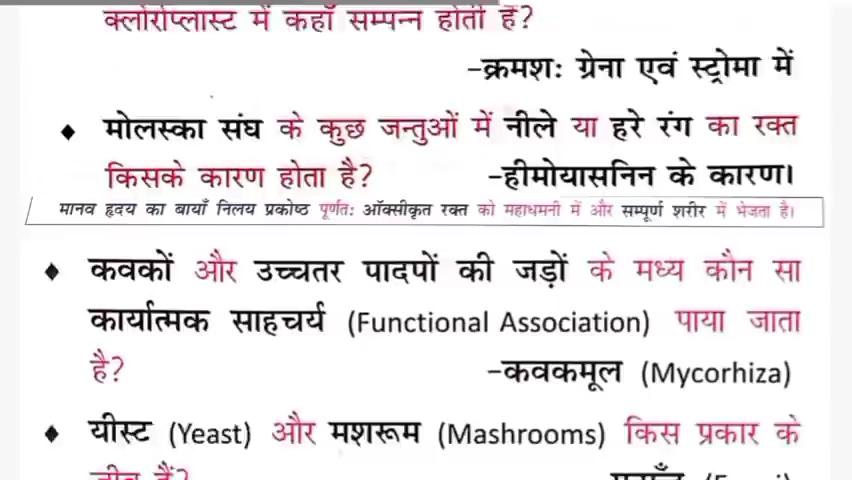 क्लोरोप्लास्ट में कहाँ सम्पन्न होती है?
-क्रमशः ग्रेना एवं स्ट्रोमा में
♦ मोलस्का संघ के कुछ जन्तुओं में नीले या हरे रंग का रक्त
किसके कारण होता है? -हीमोयासनिन के कारण।
मानव हृदय का बायाँ निलय प्रकोष्ठ पूर्णतः ऑक्सीकृत रक्त को महाधमनी में और सम्पूर्ण शरीर में भेजता है।
♦ कवकों और उच्चतर पादपों की जड़ों के मध्य कौन सा
कार्यात्मक साहचर्य (Functional Association) पाया जाता
है? -कवकमूल (Mycorhiza)
♦ यीस्ट (Yeast) और मशरूम (Mashrooms) किस प्रकार के
जीव हैं?